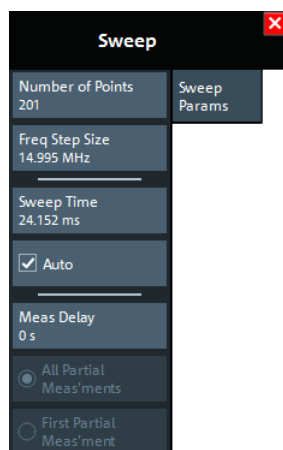 Sweep
Number of Points
201
Sweep
Params
Freq Step Size
14.995 MHz
Sweep Time
24.152 ms
Auto
Meas Delay
0 s
All Partial
Meas'ments
First Partial
Meas'ment